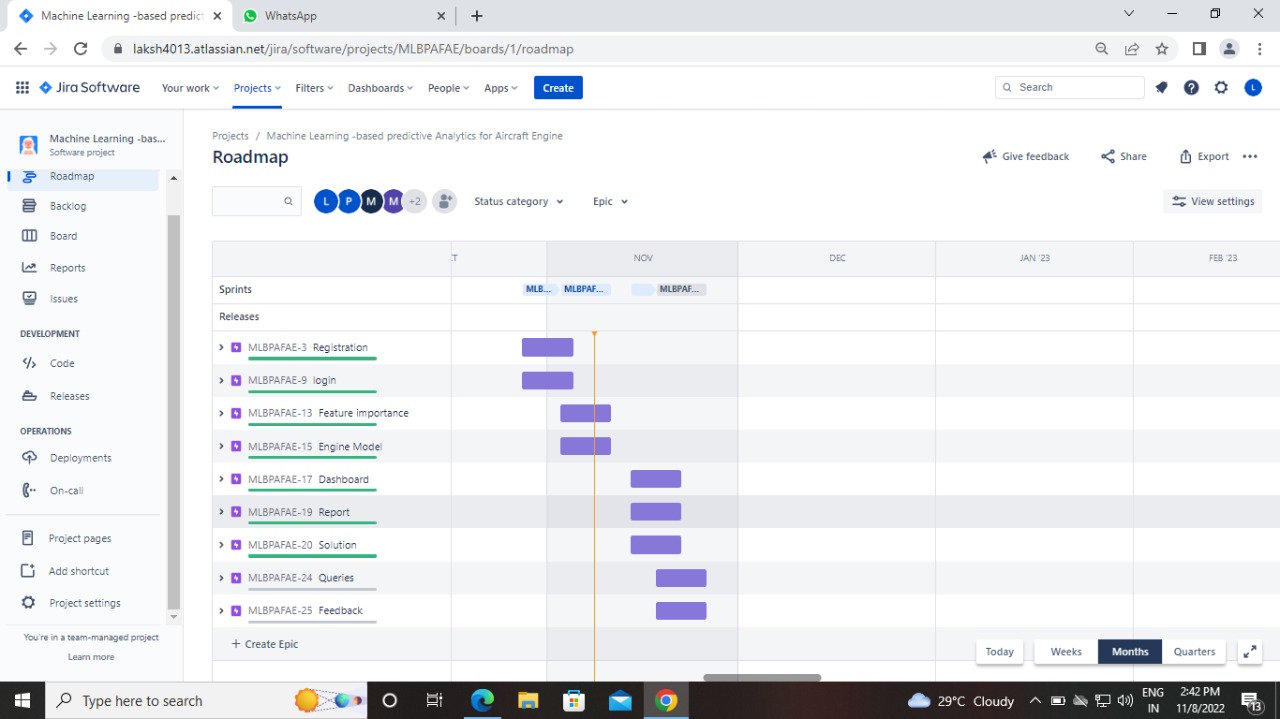 Machine Learning -based predict
WhatsApp
laksh4013.atlassian.net/jira/software/projects/MLBPAFAE/boards/1/roadmap
Jira Software
Your work
Projects
Filters
Dashboards
People
Apps
Create
Search
L
Machine Learning -bas...
Software project
Roadmap
Backlog
Board
Reports
Issues
DEVELOPMENT
Code
Releases
OPERATIONS
Deployments
On-call
Project pages
Add shortcut
Project settings
You're in a team-managed project
Learn more
Projects / Machine Learning -based predictive Analytics for Aircraft Engine
Roadmap
Give feedback
Share
Export
L P M M +2
Status category
Epic
View settings
NOV DEC JAN '23 FEB '23
Sprints
MLB... MLBPAF... MLBPAF...
Releases
MLBPAFAE-3 Registration
MLBPAFAE-9 login
MLBPAFAE-13 Feature importance
MLBPAFAE-15 Engine Model
MLBPAFAE-17 Dashboard
MLBPAFAE-19 Report
MLBPAFAE-20 Solution
MLBPAFAE-24 Queries
MLBPAFAE-25 Feedback
+ Create Epic
Today
Weeks
Months
Quarters
Type here to search
29°C Cloudy
ENG
IN
2:42 PM
11/8/2022
13